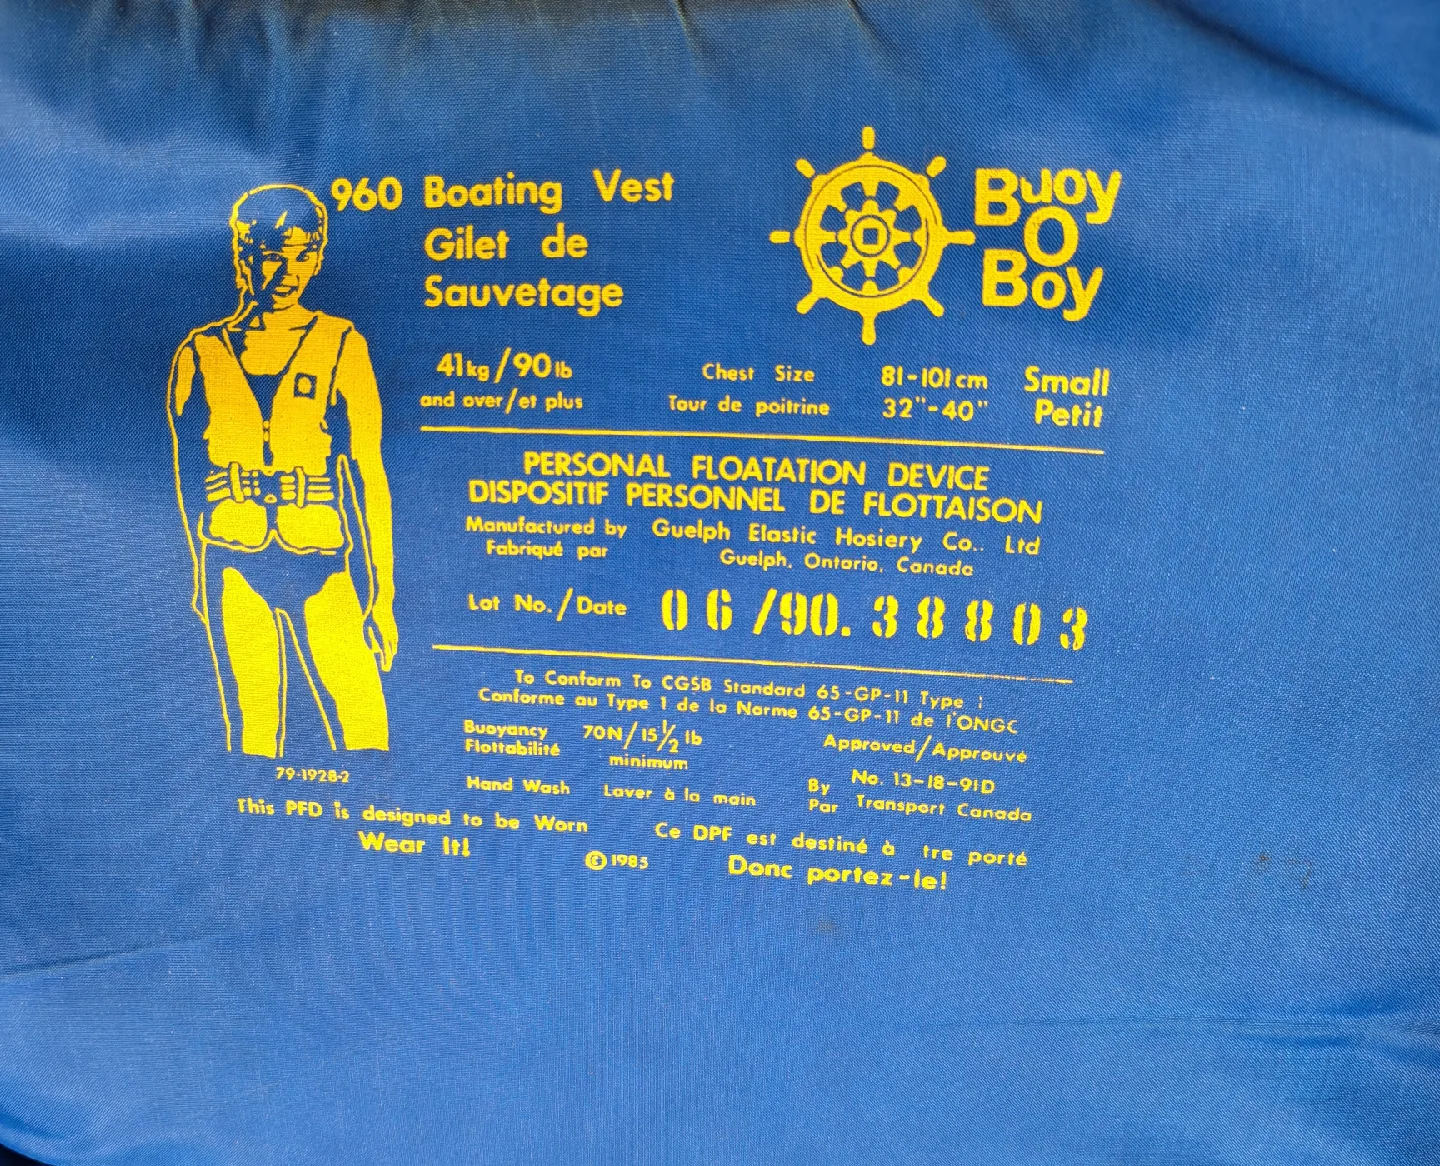 960 Boating Vest
Gilet de
Sauvetage
Buoy
O
Boy
41kg/90lb
and over/et plus
Chest Size 81-101cm Small
Tour de poitrine 32"-40" Petit
PERSONAL FLOATATION DEVICE
DISPOSITIF PERSONNEL DE FLOTTAISON
Manufactured by Guelph Elastic Hosiery Co.. Ltd
Fabriqué par Guelph, Ontario, Canada
Lot No./Date 06/90.38803
To Conform To CGSB Standard 65-GP-11 Type
Conforme au Type 1 de la Norme 65-GP-11 de l'ONGC
Buoyancy 70N/15½ lb
Flottabilité minimum
Approved/Approuvé
No. 13-18-91D
By
Par Transport Canada
Hand Wash Laver à la main
79-1928-2
This PFD is designed to be Worn
Wear It!
©1985
Ce DPF est destiné à tre porté
Donc portez-le!